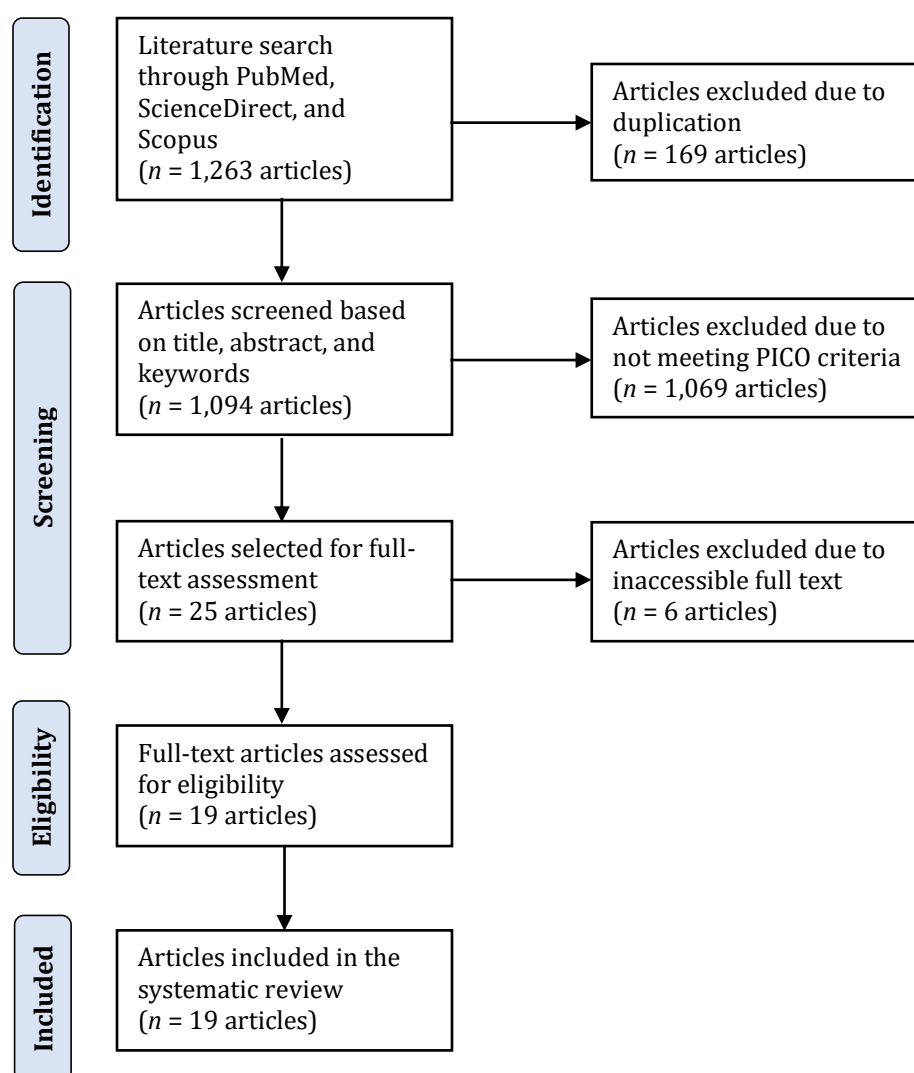 Identification
Literature search
through PubMed,
ScienceDirect, and
Scopus
(n = 1,263 articles)
Articles excluded due to
duplication
(n = 169 articles)
Screening
Articles screened based
on title, abstract, and
keywords
(n = 1,094 articles)
Articles excluded due to
not meeting PICO criteria
(n = 1,069 articles)
Articles selected for full-
text assessment
(n = 25 articles)
Articles excluded due to
inaccessible full text
(n = 6 articles)
Eligibility
Full-text articles assessed
for eligibility
(n = 19 articles)
Included
Articles included in the
systematic review
(n = 19 articles)